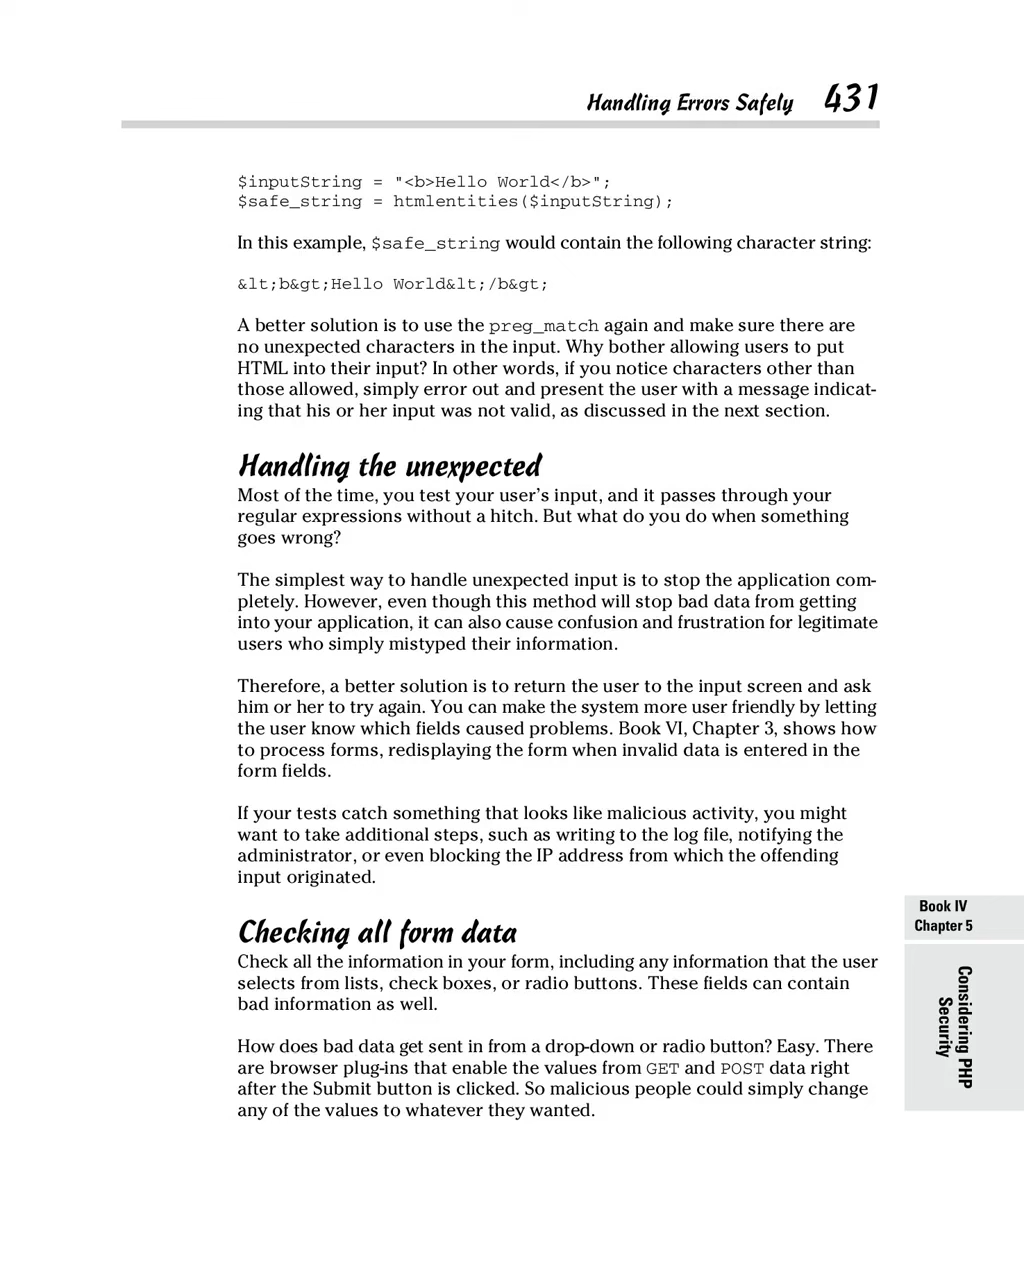 Handling Errors Safely 431
$inputString = "<b>Hello World</b>";
$safe_string = htmlentities($inputString);
In this example, $safe_string would contain the following character string:
&lt;b&gt;Hello World&lt;/b&gt;
A better solution is to use the preg_match again and make sure there are
no unexpected characters in the input. Why bother allowing users to put
HTML into their input? In other words, if you notice characters other than
those allowed, simply error out and present the user with a message indicat-
ing that his or her input was not valid, as discussed in the next section.
Handling the unexpected
Most of the time, you test your user’s input, and it passes through your
regular expressions without a hitch. But what do you do when something
goes wrong?
The simplest way to handle unexpected input is to stop the application com-
pletely. However, even though this method will stop bad data from getting
into your application, it can also cause confusion and frustration for legitimate
users who simply mistyped their information.
Therefore, a better solution is to return the user to the input screen and ask
him or her to try again. You can make the system more user friendly by letting
the user know which fields caused problems. Book VI, Chapter 3, shows how
to process forms, redisplaying the form when invalid data is entered in the
form fields.
If your tests catch something that looks like malicious activity, you might
want to take additional steps, such as writing to the log file, notifying the
administrator, or even blocking the IP address from which the offending
input originated.
Checking all form data
Check all the information in your form, including any information that the user
selects from lists, check boxes, or radio buttons. These fields can contain
bad information as well.
How does bad data get sent in from a drop-down or radio button? Easy. There
are browser plug-ins that enable the values from GET and POST data right
after the Submit button is clicked. So malicious people could simply change
any of the values to whatever they wanted.
Book IV
Chapter 5
Considering PHP
Security